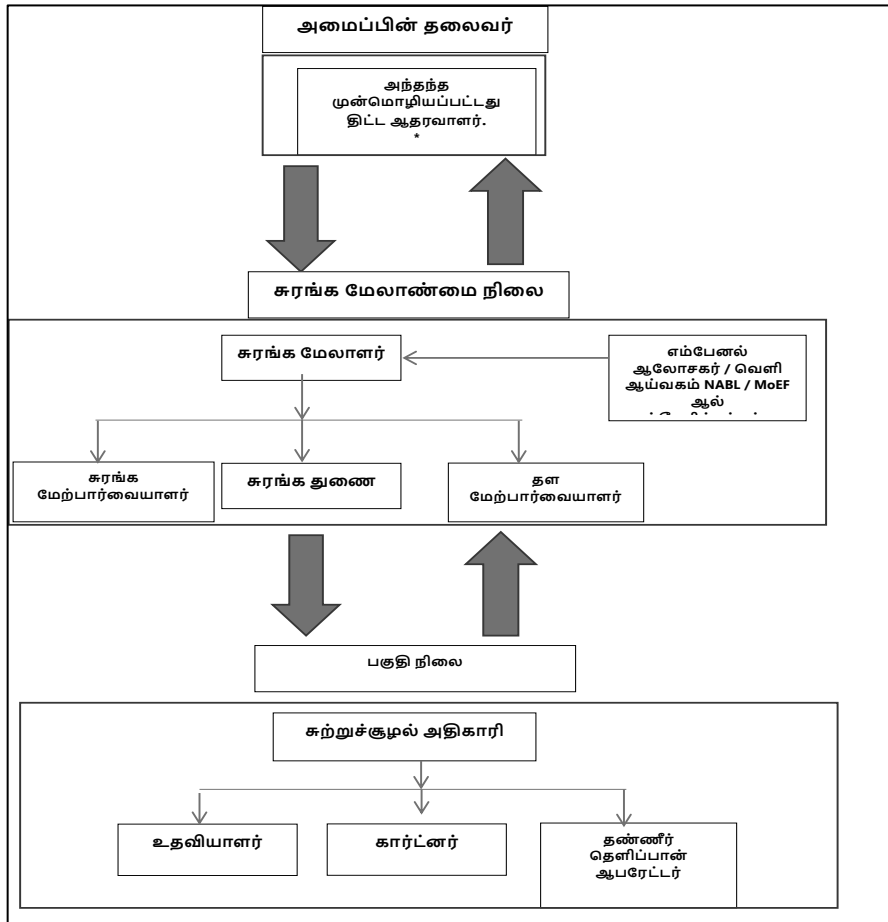 அமைப்பின் தலைவர்
அந்தந்த
முன்மொழியப்பட்டது
திட்ட ஆதரவாளர்.
*
சுரங்க மேலாண்மை நிலை
சுரங்க மேலாளர்
எம்பேனல்
ஆலோசகர் / வெளி
ஆய்வகம் NABL / MoEF
ஆல்
சுரங்க
மேற்பார்வையாளர்
சுரங்க துணை
தள
மேற்பார்வையாளர்
பகுதி நிலை
சுற்றுச்சூழல் அதிகாரி
உதவியாளர்
கார்ட்னர்
தண்ணீர்
தெளிப்பான்
ஆபரேட்டர்